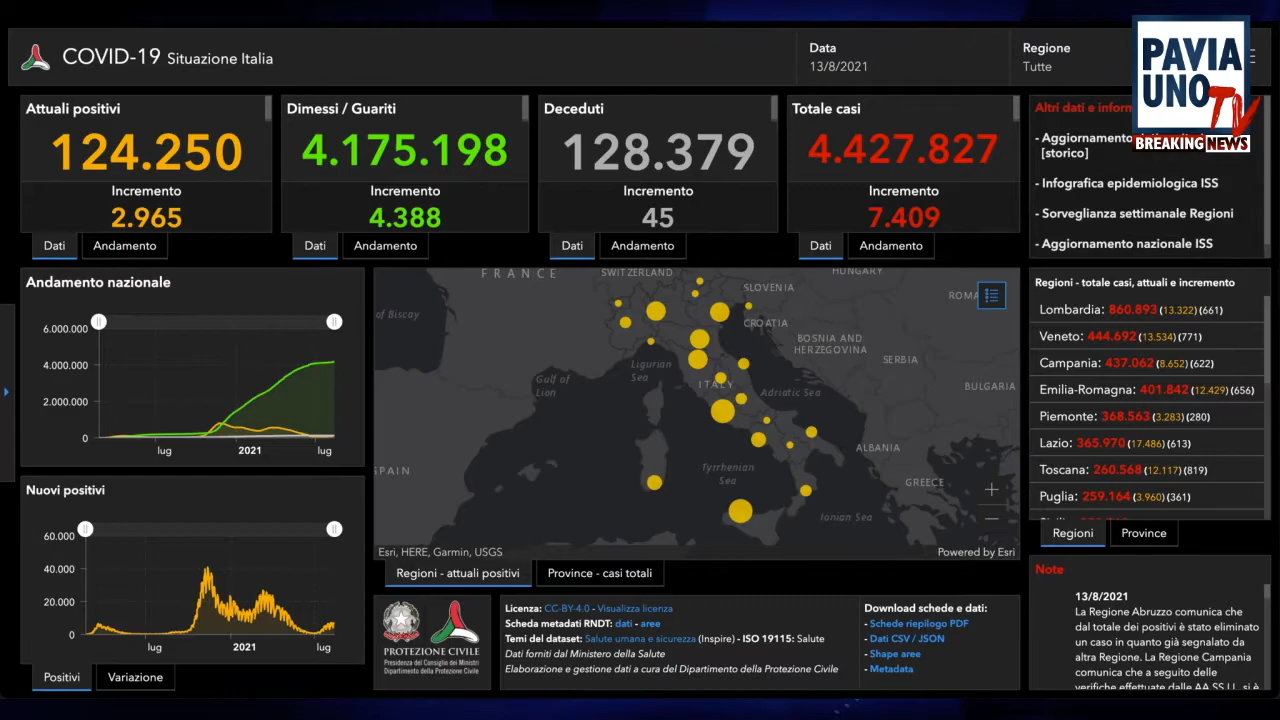 COVID-19 Situazione Italia
Data
13/8/2021
Regione
Tutte
PAVIA
UNO
TV
BREAKING NEWS
Attuali positivi
124.250
Incremento
2.965
Dati
Andamento
Dimessi / Guariti
4.175.198
Incremento
4.388
Dati
Andamento
Deceduti
128.379
Incremento
45
Dati
Andamento
Totale casi
4.427.827
Incremento
7.409
Dati
Andamento
Altri dati e
- Aggiornamento
[storico]
- Infografica epidemiologica ISS
- Sorveglianza settimanale Regioni
- Aggiornamento nazionale ISS
Andamento nazionale
6.000.000
4.000.000
2.000.000
0
lug
2021
lug
Nuovi positivi
60.000
40.000
20.000
0
lug
2021
lug
Positivi
Variazione
FRANCE
SWITZERLAND
HUNGARY
SLOVENIA
ROMA
of Biscay
CROATIA
BOSNIA AND
HERZEGOVINA
SERBIA
Ligurian
Sea
Gulf of
Lion
ITALY
Adriatic Sea
BULGARIA
ALBANIA
SPAIN
Tyrrhenian
Sea
GREECE
Ionian Sea
Esri, HERE, Garmin, USGS
Powered by Esri
Regioni - attuali positivi
Province - casi totali
Regioni - totale casi, attuali e incremento
Lombardia: 860.893 (13.322) (661)
Veneto: 444.692 (13.534) (771)
Campania: 437.062 (8.652) (622)
Emilia-Romagna: 401.842 (12.429) (656)
Piemonte: 368.563 (3.283) (280)
Lazio: 365.970 (17.486) (613)
Toscana: 260.568 (12.117) (819)
Puglia: 259.164 (3.960) (361)
Regioni
Province
PROTEZIONE CIVILE
Presidenza del Consiglio dei Ministri
Dipartimento della Protezione Civile
Licenza: CC-BY-4.0 - Visualizza licenza
Scheda metadati RNDT: dati - aree
Temi del dataset: Salute umana e sicurezza (Inspire) - ISO 19115: Salute
Dati forniti dal Ministero della Salute
Elaborazione e gestione dati a cura del Dipartimento della Protezione Civile
Download schede e dati:
- Schede riepilogo PDF
- Dati CSV / JSON
- Shape aree
- Metadata
Note
13/8/2021
La Regione Abruzzo comunica che
dal totale dei positivi è stato eliminato
un caso in quanto già segnalato da
altra Regione. La Regione Campania
comunica che a seguito delle
verifiche effettuate dalle AA.SS.LL. si è